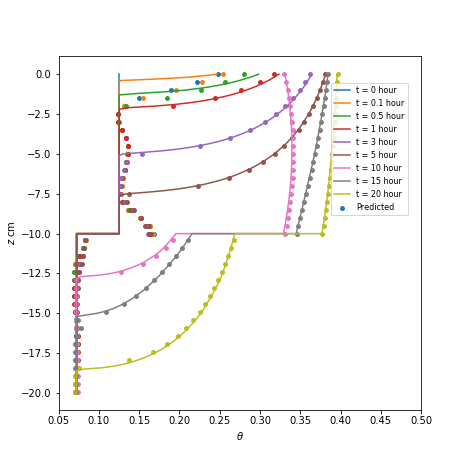 0.0
−2.5
−5.0
−7.5
−10.0
−12.5
−15.0
−17.5
−20.0
z cm
t = 0 hour
t = 0.1 hour
t = 0.5 hour
t = 1 hour
t = 3 hour
t = 5 hour
t = 10 hour
t = 15 hour
t = 20 hour
Predicted
0.05
0.10
0.15
0.20
0.25
0.30
0.35
0.40
0.45
0.50
θ